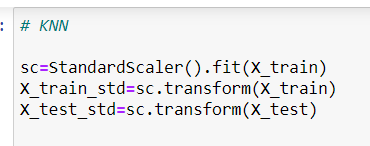 :
# KNN
sc=StandardScaler().fit(X_train)
X_train_std=sc.transform(X_train)
X_test_std=sc.transform(X_test)